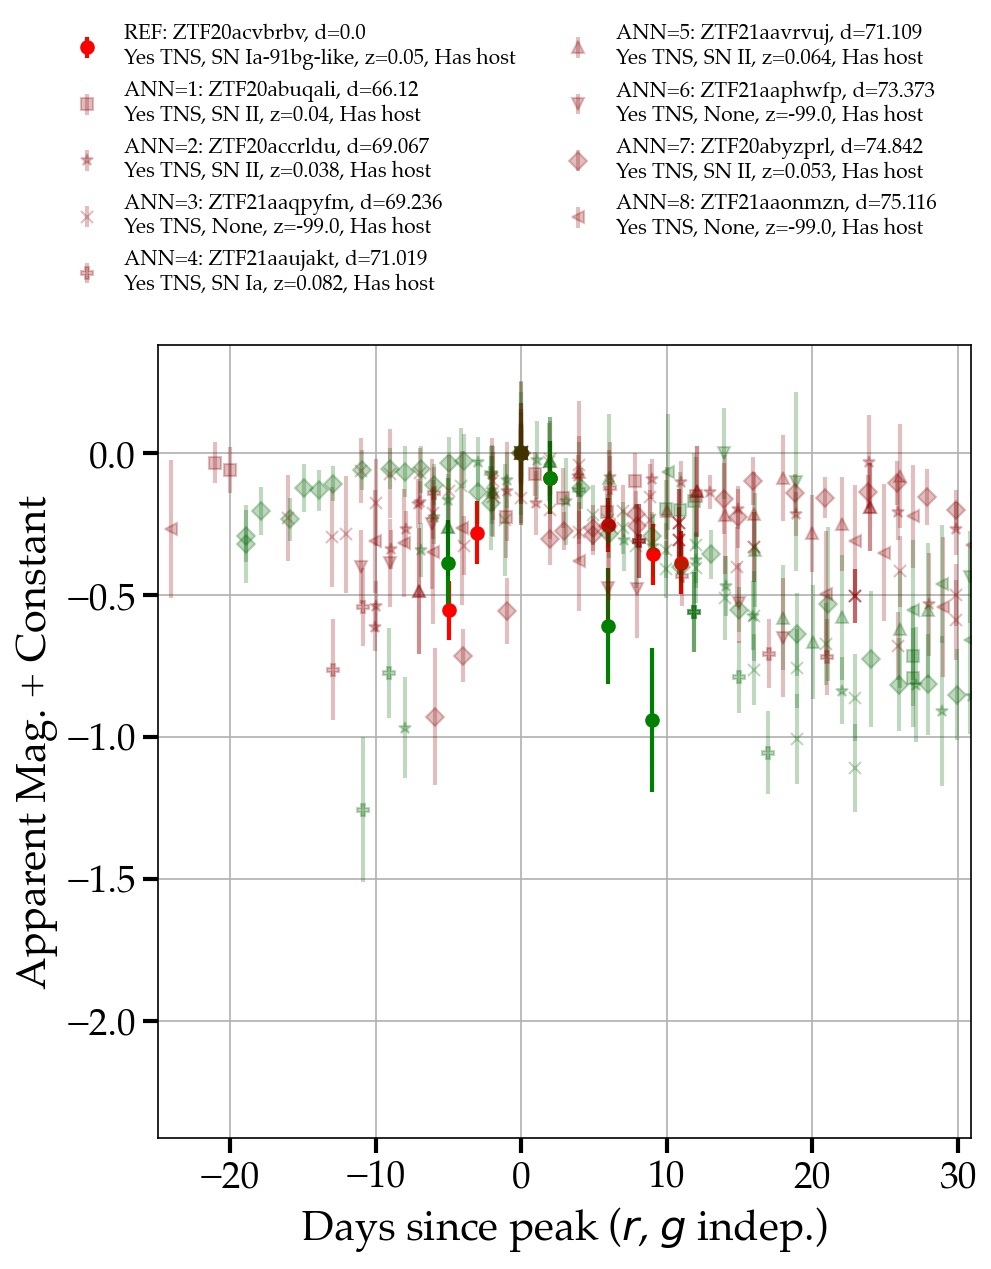 REF: ZTF20acvbrbv, d=0.0
Yes TNS, SN Ia-91bg-like, z=0.05, Has host
ANN=1: ZTF20abuqali, d=66.12
Yes TNS, SN II, z=0.04, Has host
ANN=2: ZTF20accrldu, d=69.067
Yes TNS, SN II, z=0.038, Has host
ANN=3: ZTF21aaqpyfm, d=69.236
Yes TNS, None, z=-99.0, Has host
ANN=4: ZTF21aaujakt, d=71.019
Yes TNS, SN Ia, z=0.082, Has host
ANN=5: ZTF21aavrvuj, d=71.109
Yes TNS, SN II, z=0.064, Has host
ANN=6: ZTF21aaphwfp, d=73.373
Yes TNS, None, z=-99.0, Has host
ANN=7: ZTF20abyzprl, d=74.842
Yes TNS, SN II, z=0.053, Has host
ANN=8: ZTF21aaonmzn, d=75.116
Yes TNS, None, z=-99.0, Has host
Apparent Mag. + Constant
0.0
−0.5
−1.0
−1.5
−2.0
−20 −10 0 10 20 30
Days since peak (r, g indep.)